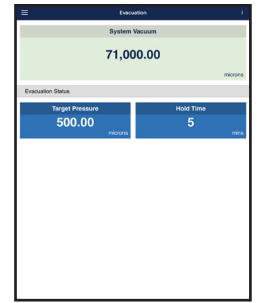 Evacuation
System Vacuum
71,000.00
microns
Evacuation Status
Target Pressure
500.00
microns
Hold Time
5
mins